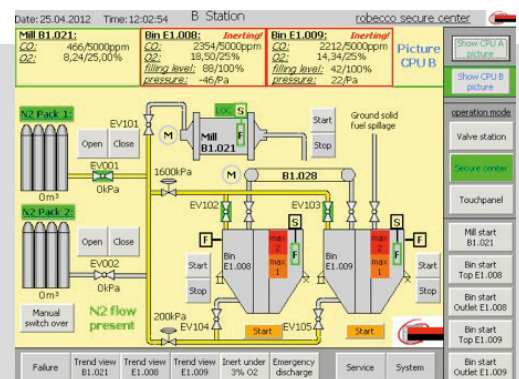 Date: 25.04.2012 Time: 12:02:54 B Station robecco secure center
Mill B1.021:
CO: 466/5000ppm
O2: 8,24/25,00%
Bin E1.008: Inerting!
CO: 2354/5000ppm
O2: 18,50/25%
filling level: 88/100%
pressure: -46/Pa
Bin E1.009: Inerting!
CO: 2212/5000ppm
O2: 14,34/25%
filling level: 42/100%
pressure: 22/Pa
Picture
CPU B
Show CPU A
picture
Show CPU B
picture
operation mode
Valve station
Secure center
Touchpanel
Mill start
B1.021
Bin start
Top E1.008
Bin start
Outlet E1.008
Bin start
Top E1.009
Bin start
Outlet E1.009
N2 Pack 1:
EV101
Open Close
EV001
0kPa
0m³
N2 Pack 2:
Open Close
EV002
0kPa
0m³
Manual
switch over
N2 flow
present
LOC S
M
Mill
B1.021
F
Start
Stop
Ground solid
fuel spillage
1600kPa
M
B1.028
EV102
EV103
F
S
F
Bin
E1.008
max
2
max
1
Start
Stop
S
F
F
Bin
E1.009
max
2
max
1
Start
Stop
200kPa
EV104
Start
EV105
Start
Failure
Trend view
B1.021
Trend view
E1.008
Trend view
E1.009
Inert under
3% O2
Emergency
discharge
Service
System